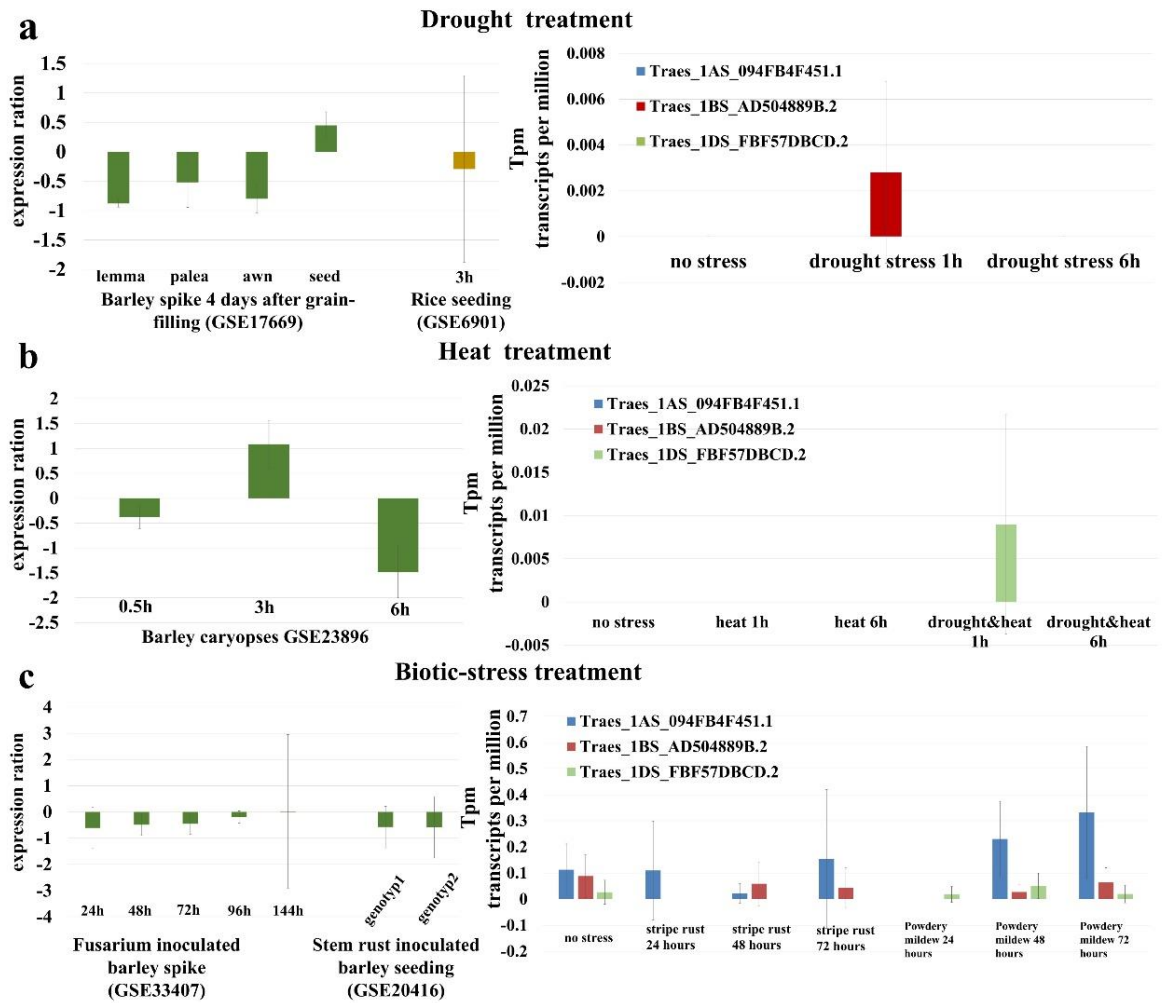 a
Drought treatment
expression ration
1.5
1
0.5
0
-0.5
-1
-1.5
-2
lemma
palea
awn
seed
3h
Barley spike 4 days after grain-
filling (GSE17669)
Rice seeding
(GSE6901)
Tpm
transcripts per million
0.008
0.006
0.004
0.002
0
-0.002
Traes_1AS_094FB4F451.1
Traes_1BS_AD504889B.2
Traes_1DS_FBF57DBCD.2
no stress
drought stress 1h
drought stress 6h
b
Heat treatment
expression ration
2
1.5
1
0.5
0
-0.5
-1
-1.5
-2
-2.5
0.5h
3h
6h
Barley caryopses GSE23896
Tpm
transcripts per million
0.025
0.02
0.015
0.01
0.005
0
-0.005
Traes_1AS_094FB4F451.1
Traes_1BS_AD504889B.2
Traes_1DS_FBF57DBCD.2
no stress
heat 1h
heat 6h
drought&heat
1h
drought&heat
6h
c
Biotic-stress treatment
expression ration
4
3
2
1
0
-1
-2
-3
-4
24h
48h
72h
96h
144h
genotyp1
genotyp2
Fusarium inoculated
barley spike
(GSE33407)
Stem rust inoculated
barley seeding
(GSE20416)
Tpm
transcripts per million
0.7
0.6
0.5
0.4
0.3
0.2
0.1
0
-0.1
-0.2
Traes_1AS_094FB4F451.1
Traes_1BS_AD504889B.2
Traes_1DS_FBF57DBCD.2
no stress
stripe rust
24 hours
stripe rust
48 hours
stripe rust
72 hours
Powdery
mildew 24
hours
Powdery
mildew 48
hours
Powdery
mildew 72
hours